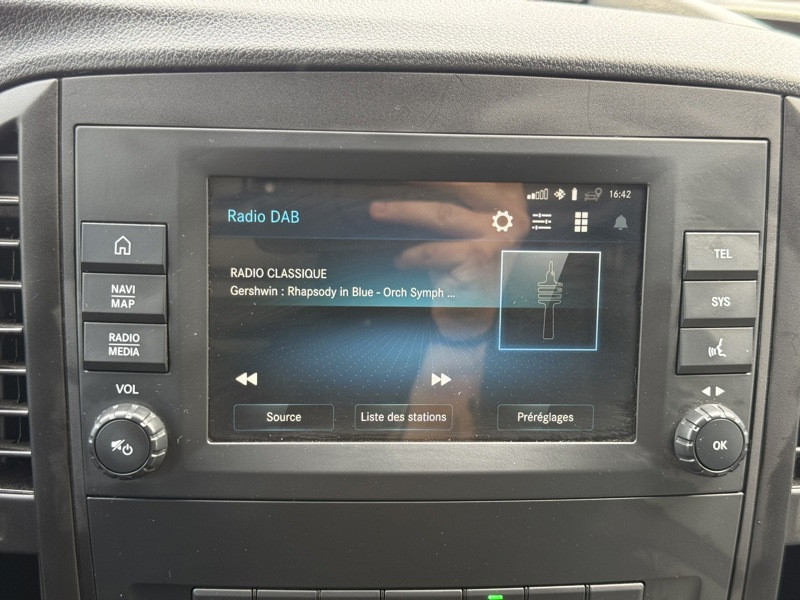 16:42
Radio DAB
RADIO CLASSIQUE
Gershwin : Rhapsody in Blue - Orch Symph ...
Source
Liste des stations
Préréglages
NAVI
MAP
RADIO
MEDIA
VOL
TEL
SYS
OK